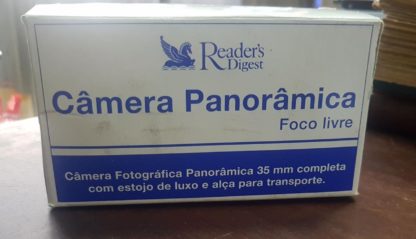 Reader's
Digest
Câmera Panorâmica
Foco livre
Câmera Fotográfica Panorâmica 35 mm completa
com estojo de luxo e alça para transporte.